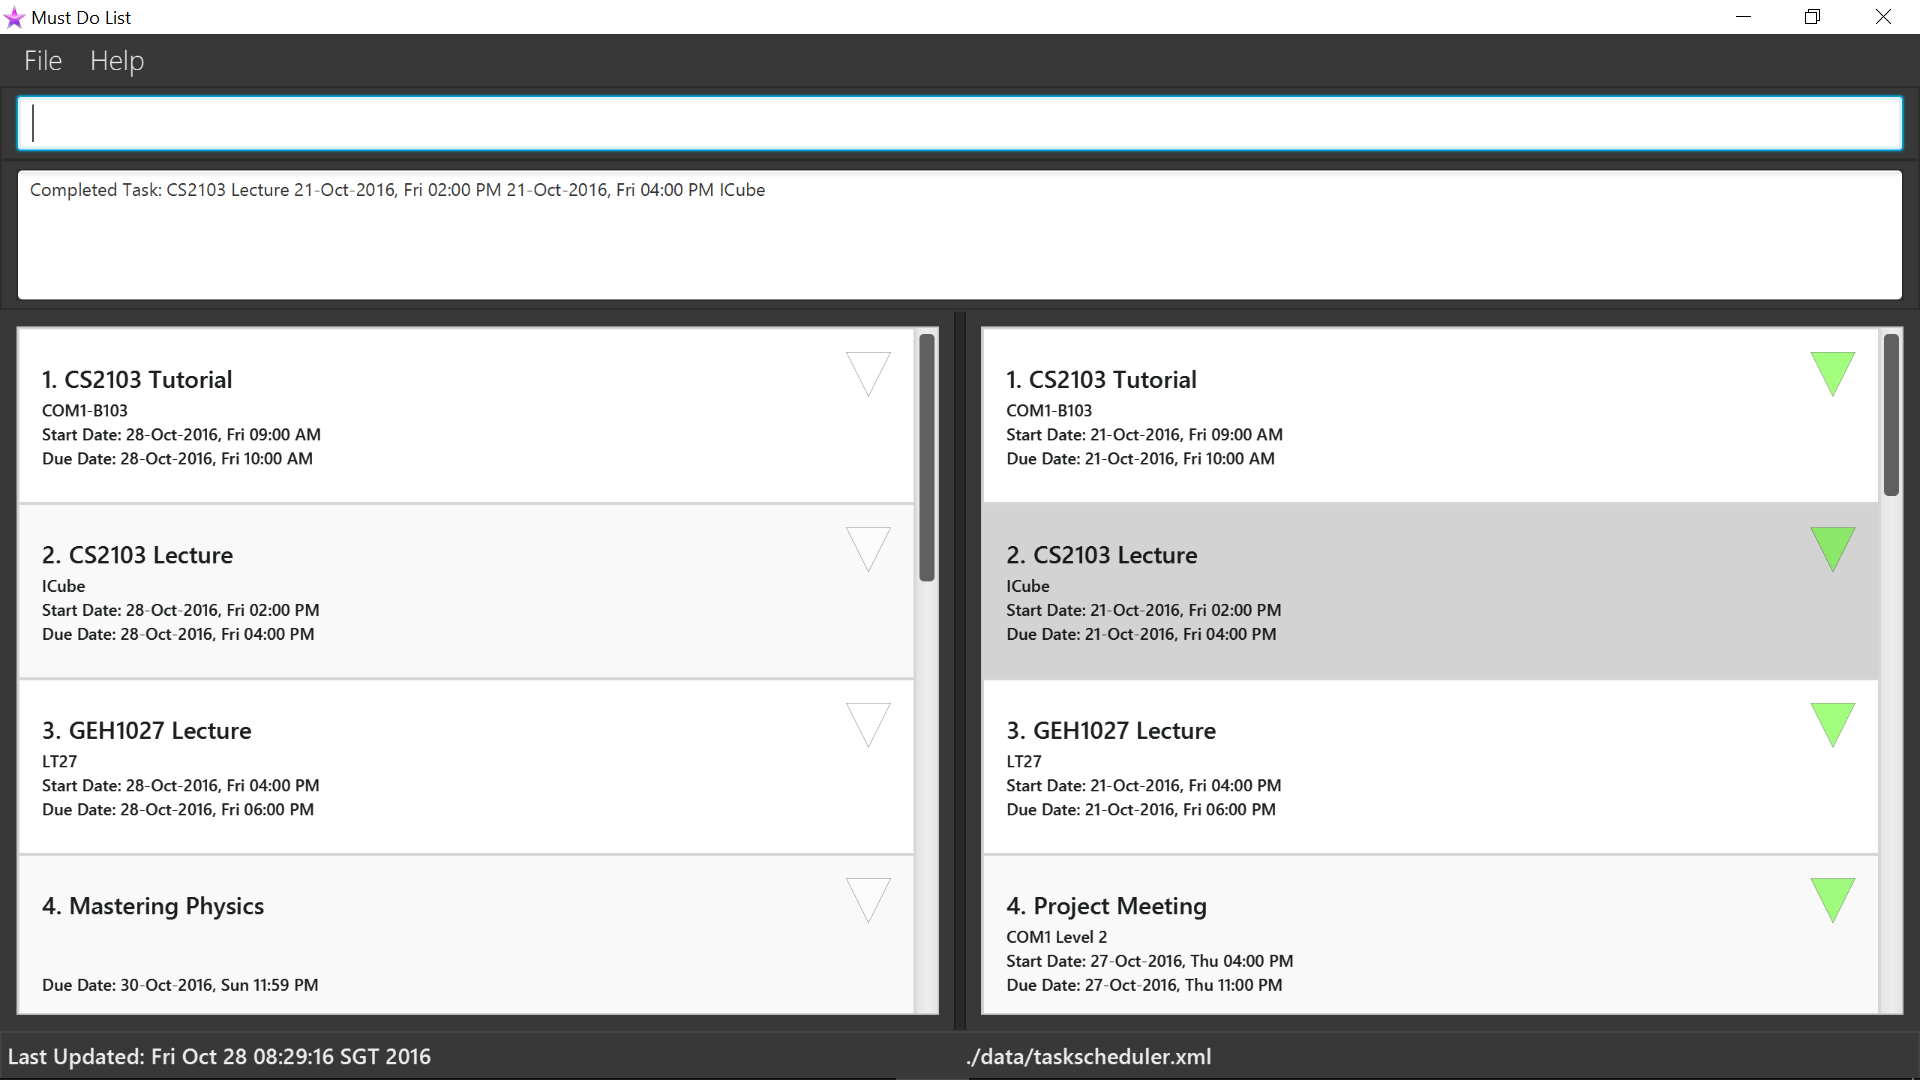 Must Do List
File Help
Completed Task: CS2103 Lecture 21-Oct-2016, Fri 02:00 PM 21-Oct-2016, Fri 04:00 PM ICube
1. CS2103 Tutorial
COM1-B103
Start Date: 28-Oct-2016, Fri 09:00 AM
Due Date: 28-Oct-2016, Fri 10:00 AM
2. CS2103 Lecture
ICube
Start Date: 28-Oct-2016, Fri 02:00 PM
Due Date: 28-Oct-2016, Fri 04:00 PM
3. GEH1027 Lecture
LT27
Start Date: 28-Oct-2016, Fri 04:00 PM
Due Date: 28-Oct-2016, Fri 06:00 PM
4. Mastering Physics
Due Date: 30-Oct-2016, Sun 11:59 PM
1. CS2103 Tutorial
COM1-B103
Start Date: 21-Oct-2016, Fri 09:00 AM
Due Date: 21-Oct-2016, Fri 10:00 AM
2. CS2103 Lecture
ICube
Start Date: 21-Oct-2016, Fri 02:00 PM
Due Date: 21-Oct-2016, Fri 04:00 PM
3. GEH1027 Lecture
LT27
Start Date: 21-Oct-2016, Fri 04:00 PM
Due Date: 21-Oct-2016, Fri 06:00 PM
4. Project Meeting
COM1 Level 2
Start Date: 27-Oct-2016, Thu 04:00 PM
Due Date: 27-Oct-2016, Thu 11:00 PM
Last Updated: Fri Oct 28 08:29:16 SGT 2016
./data/taskscheduler.xml